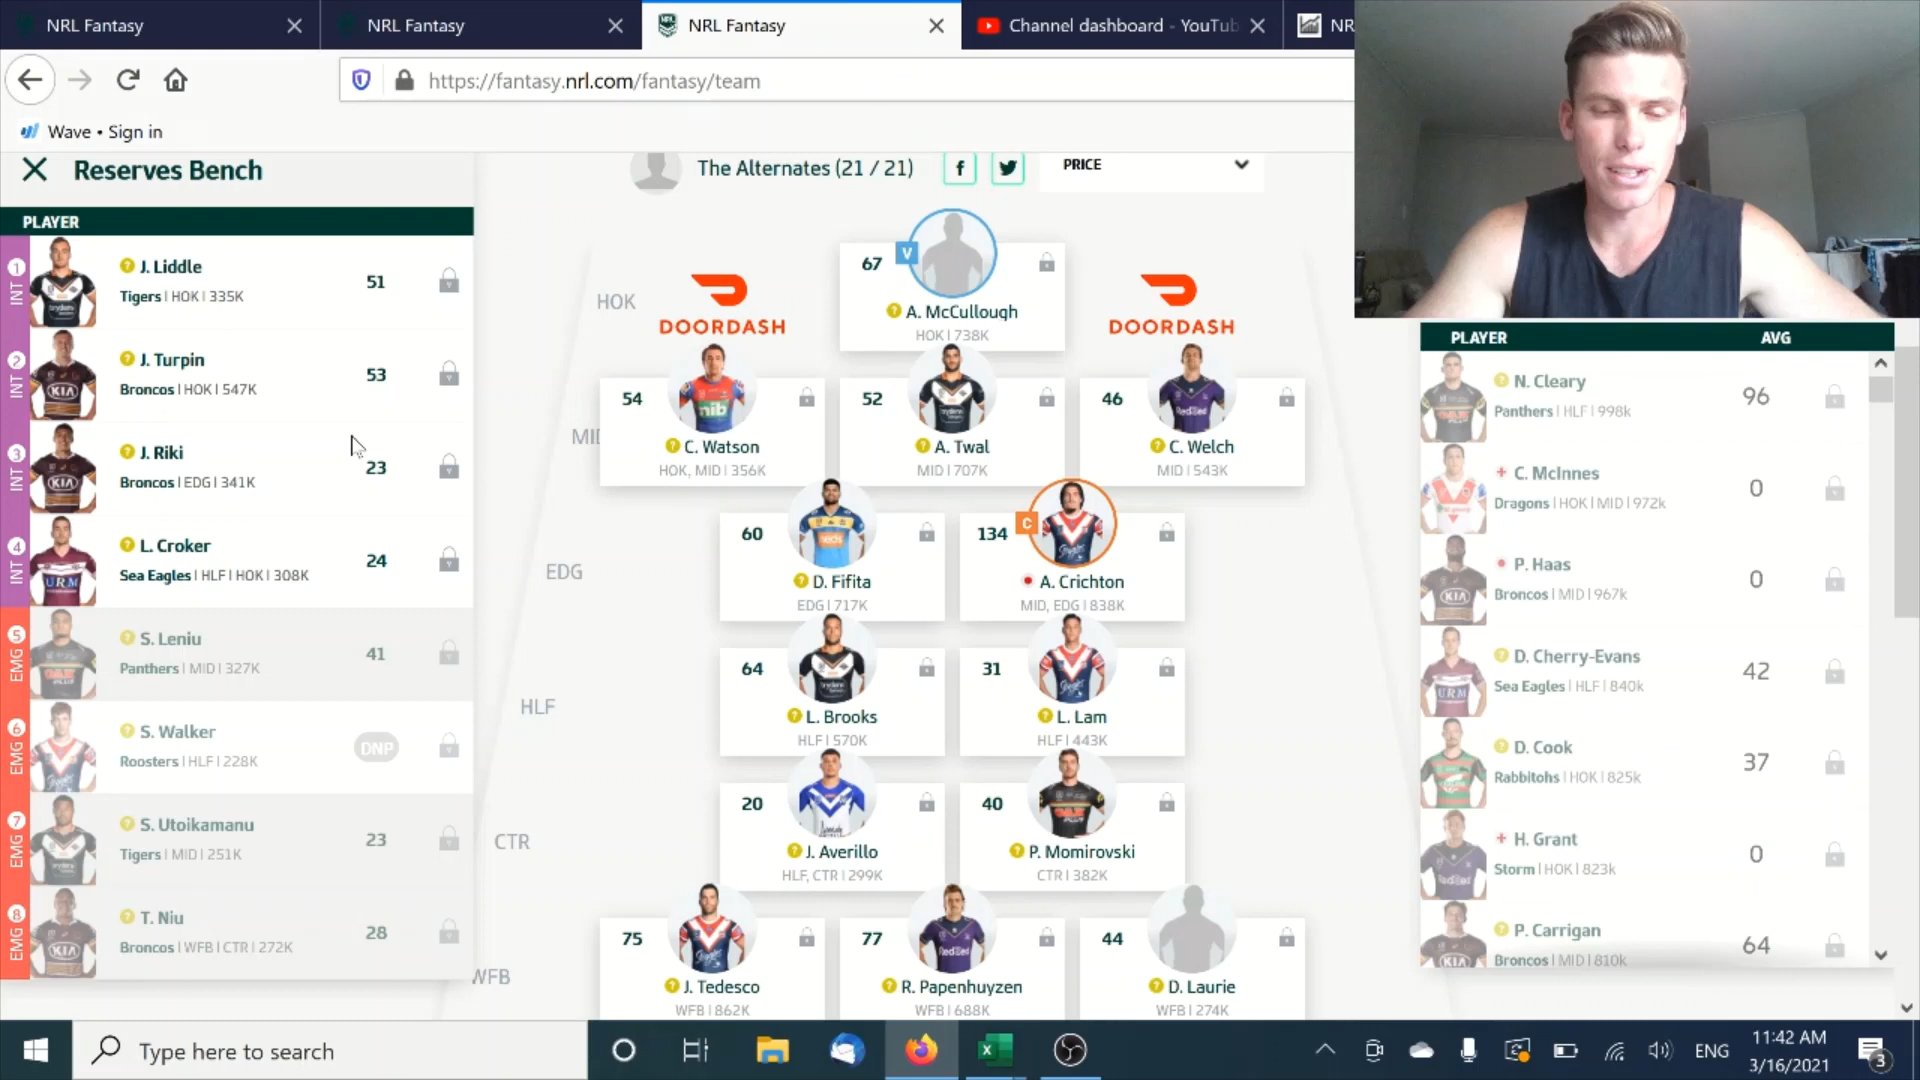 NRL Fantasy
NRL Fantasy
NRL Fantasy
Channel dashboard - YouTub
NR
https://fantasy.nrl.com/fantasy/team
Wave • Sign in
Reserves Bench
The Alternates (21 / 21)
PRICE
PLAYER
1 INT
J. Liddle
Tigers | HOK | 335K
51
2 INT
J. Turpin
Broncos | HOK | 547K
53
3 INT
J. Riki
Broncos | EDG | 341K
23
4 INT
L. Croker
Sea Eagles | HLF | HOK | 308K
24
5 EMG
S. Leniu
Panthers | MID | 327K
41
6 EMG
S. Walker
Roosters | HLF | 228K
DNP
7 EMG
S. Utoikamanu
Tigers | MID | 251K
23
8 EMG
T. Niu
Broncos | WFB | CTR | 272K
28
HOK
DOORDASH
67
V
A. McCullough
HOK | 738K
DOORDASH
MID
54
C. Watson
HOK, MID | 356K
52
A. Twal
MID | 707K
46
C. Welch
MID | 543K
EDG
60
D. Fifita
EDG | 717K
134
C
A. Crichton
MID, EDG | 838K
HLF
64
L. Brooks
HLF | 570K
31
L. Lam
HLF | 443K
CTR
20
J. Averillo
HLF, CTR | 299K
40
P. Momirovski
CTR | 382K
WFB
75
J. Tedesco
WFB | 862K
77
R. Papenhuyzen
WFB | 688K
44
D. Laurie
WFB | 274K
PLAYER AVG
N. Cleary
Panthers | HLF | 998k
96
C. McInnes
Dragons | HOK | MID | 972k
0
P. Haas
Broncos | MID | 967k
0
D. Cherry-Evans
Sea Eagles | HLF | 840k
42
D. Cook
Rabbitohs | HOK | 825k
37
H. Grant
Storm | HOK | 823k
0
P. Carrigan
Broncos | MID | 810k
64
Type here to search
ENG
11:42 AM
3/16/2021
3